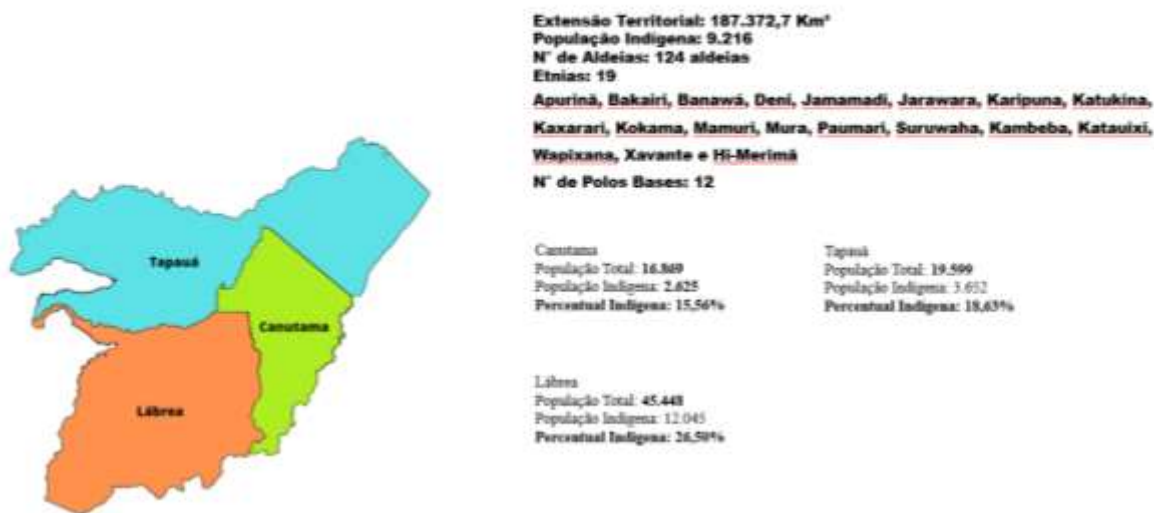 Extensão Territorial: 187.372,7 Km²
População Indígena: 9.216
N° de Aldeias: 124 aldeias
Etnias: 19
Apurinã, Bakairi, Banawá, Deni, Jamamadi, Jarawara, Karipuna, Katukina,
Kaxarari, Kokama, Mamuri, Mura, Paumari, Suruwaha, Kambeba, Katauixi,
Wapixana, Xavante e Hi-Merimã
N° de Polos Bases: 12
Tapauá
Canutama
Lábrea
Canutama
População Total: 16.869
População Indígena: 2.625
Percentual Indígena: 15,56%
Tapauá
População Total: 19.599
População Indígena: 3.652
Percentual Indígena: 18,63%
Lábrea
População Total: 45.448
População Indígena: 12.045
Percentual Indígena: 26,50%